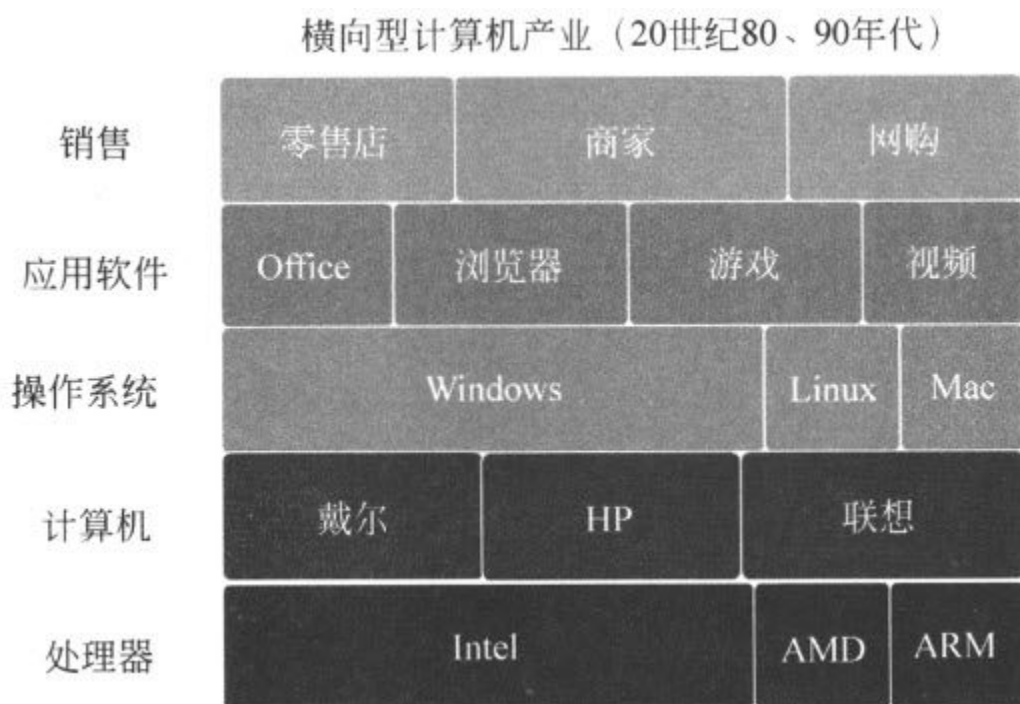 横向型计算机产业（20世纪80、90年代）
销售 零售店 商家 网购
应用软件 Office 浏览器 游戏 视频
操作系统 Windows Linux Mac
计算机 戴尔 HP 联想
处理器 Intel AMD ARM